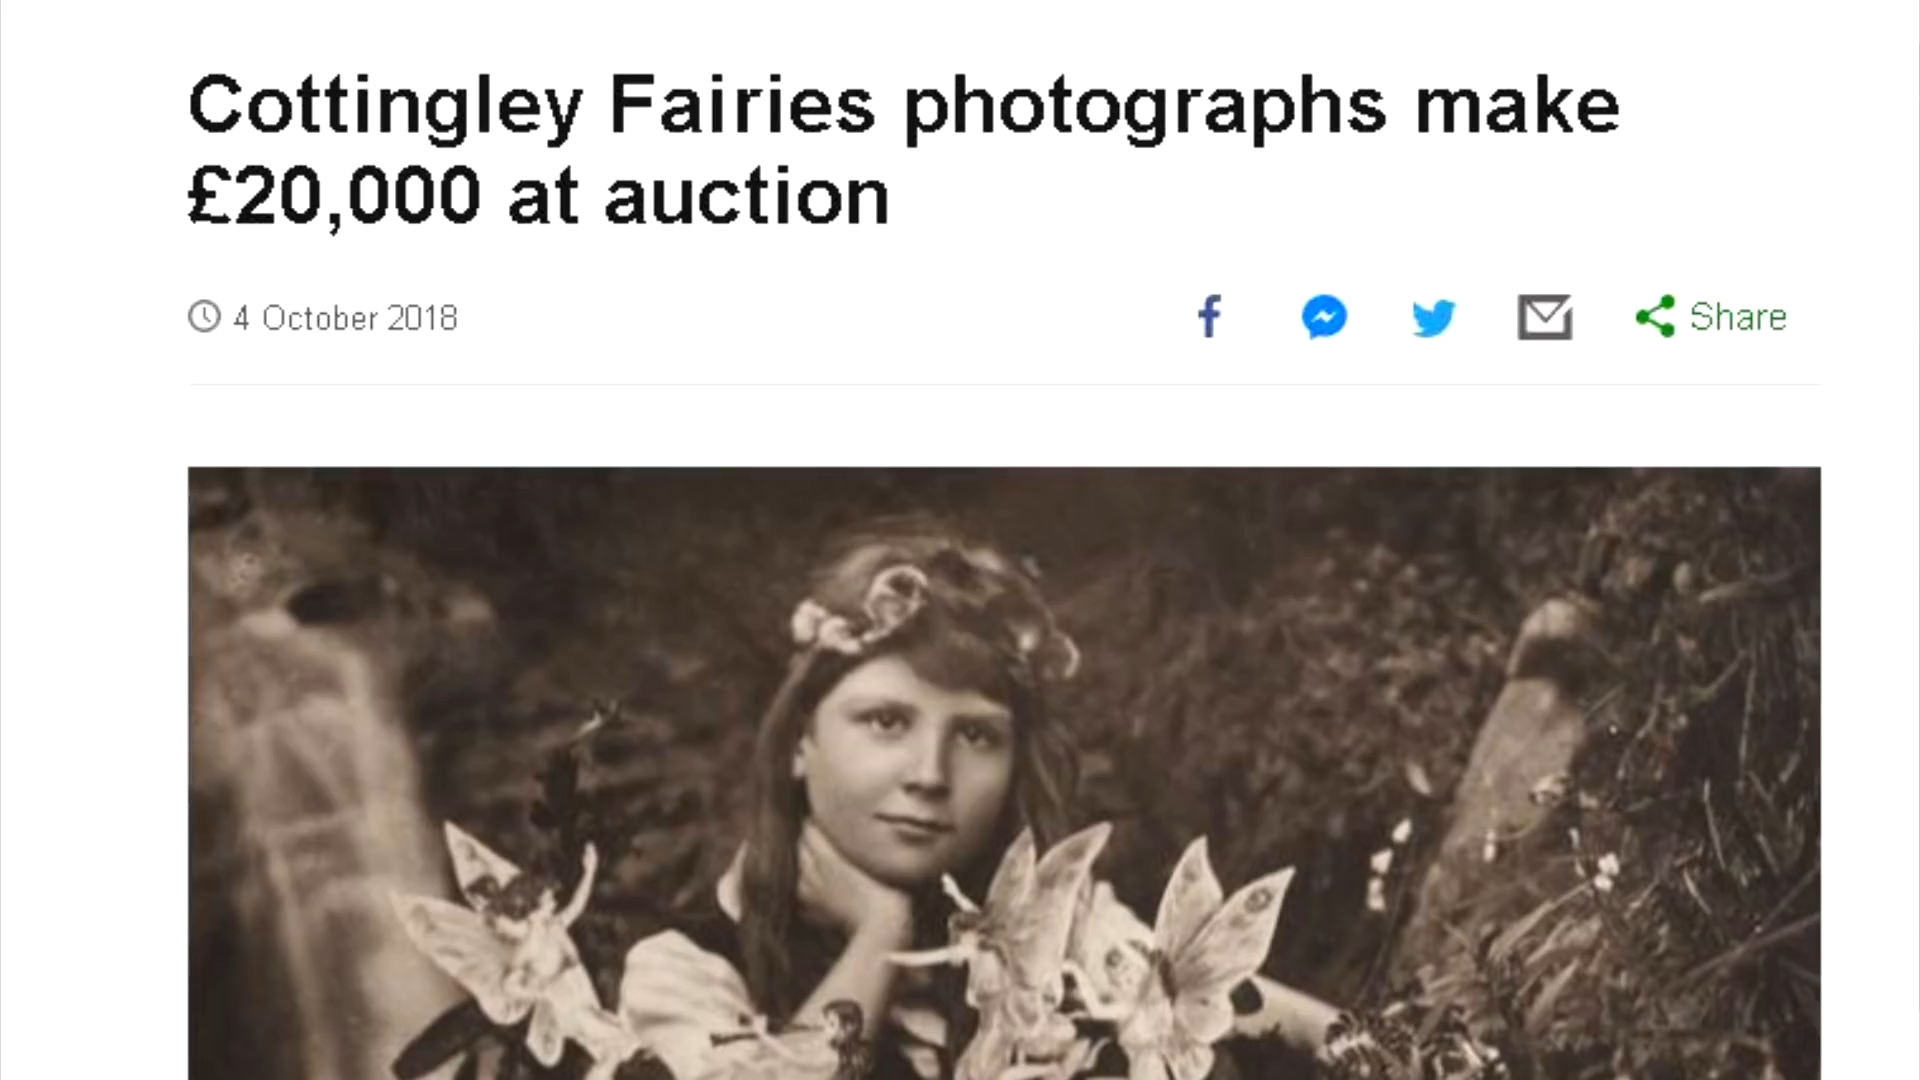 Cottingley Fairies photographs make
£20,000 at auction
4 October 2018
Share